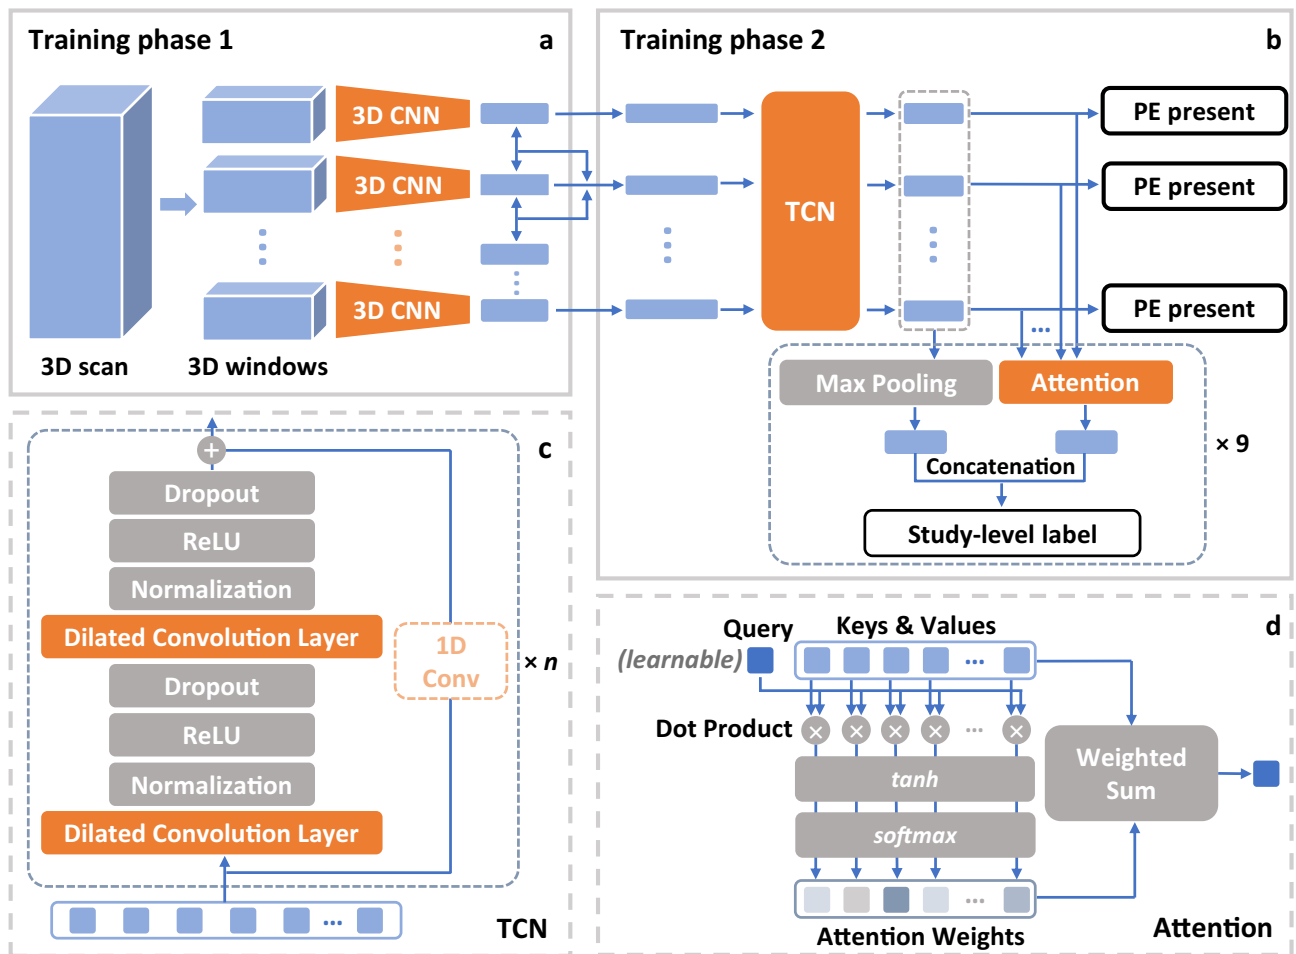 Training phase 1
a
3D CNN
3D CNN
3D CNN
3D scan
3D windows
Training phase 2
b
TCN
PE present
PE present
PE present
...
Max Pooling
Attention
× 9
Concatenation
Study-level label
c
+
Dropout
ReLU
Normalization
Dilated Convolution Layer
1D
Conv
× n
Dropout
ReLU
Normalization
Dilated Convolution Layer
...
TCN
d
Query
(learnable)
Keys & Values
...
Dot Product
× × × × ... ×
tanh
softmax
Weighted
Sum
...
Attention Weights
Attention